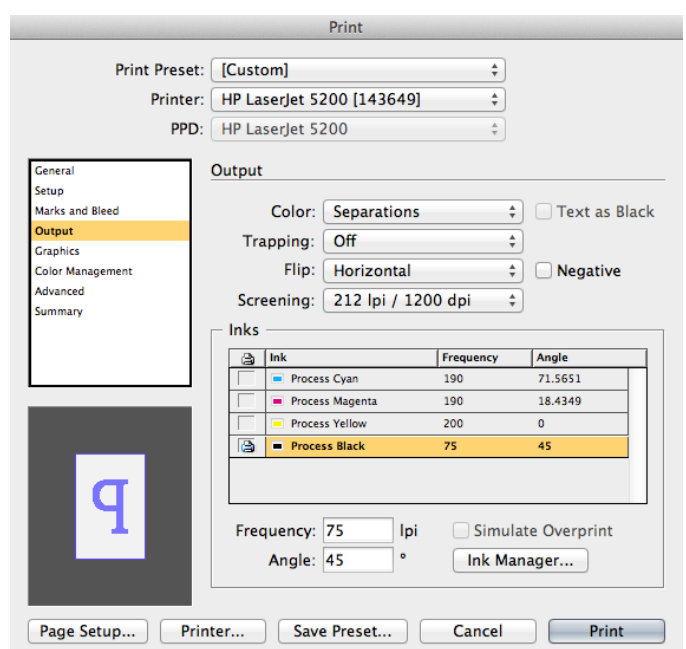 Print
Print Preset: [Custom]
Printer: HP LaserJet 5200 [143649]
PPD: HP LaserJet 5200
General
Setup
Marks and Bleed
Output
Graphics
Color Management
Advanced
Summary
Output
Color: Separations Text as Black
Trapping: Off
Flip: Horizontal Negative
Screening: 212 lpi / 1200 dpi
Inks
Ink Frequency Angle
Process Cyan 190 71.5651
Process Magenta 190 18.4349
Process Yellow 200 0
Process Black 75 45
Frequency: 75 lpi Simulate Overprint
Angle: 45 ° Ink Manager...
Page Setup... Printer... Save Preset... Cancel Print